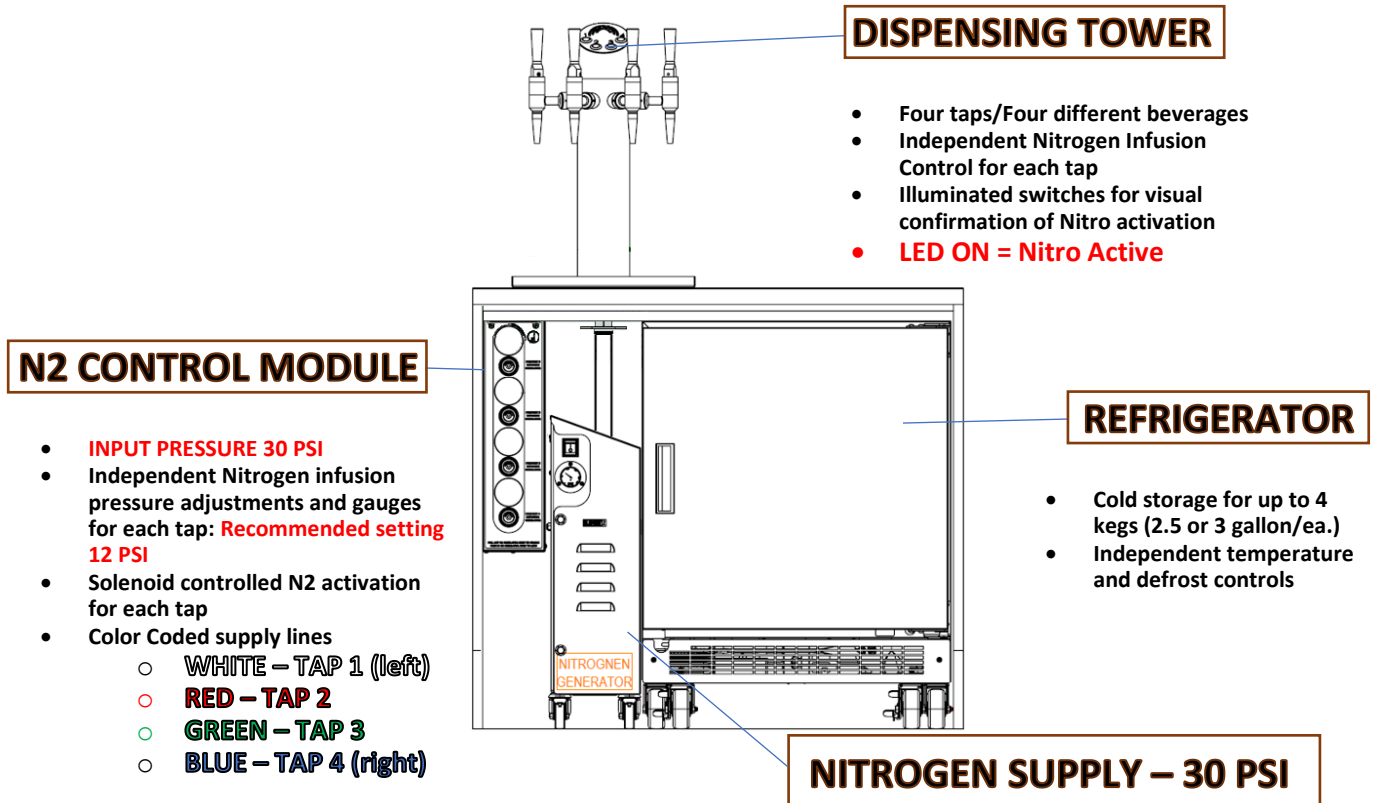 DISPENSING TOWER
• Four taps/Four different beverages
• Independent Nitrogen Infusion
Control for each tap
• Illuminated switches for visual
confirmation of Nitro activation
• LED ON = Nitro Active
N2 CONTROL MODULE
• INPUT PRESSURE 30 PSI
• Independent Nitrogen infusion
pressure adjustments and gauges
for each tap: Recommended setting
12 PSI
• Solenoid controlled N2 activation
for each tap
• Color Coded supply lines
o WHITE – TAP 1 (left)
o RED – TAP 2
o GREEN – TAP 3
o BLUE – TAP 4 (right)
REFRIGERATOR
• Cold storage for up to 4
kegs (2.5 or 3 gallon/ea.)
• Independent temperature
and defrost controls
NITROGNEN
GENERATOR
NITROGEN SUPPLY – 30 PSI